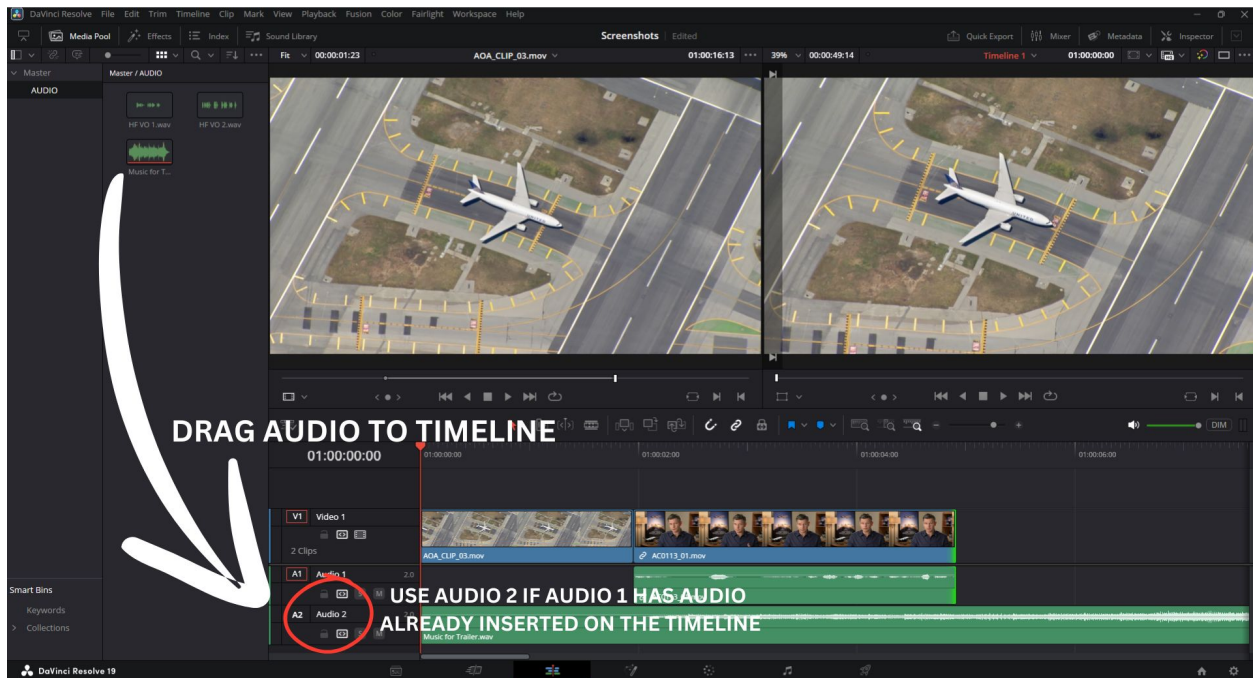 DaVinci Resolve File Edit Trim Timeline Clip Mark View Playback Fusion Color Fairlight Workspace Help
Media Pool Effects Index Sound Library Screenshots Edited Quick Export Mixer Metadata Inspector
Fit 00:00:01:23 AOA_CLIP_03.mov 01:00:16:13 39% 00:00:49:14 Timeline 1 01:00:00:00
Master Master / AUDIO
AUDIO
HF VO 1.wav HF VO 2.wav
Music for T...
UNITED UNITED
DRAG AUDIO TO TIMELINE
DIM
01:00:00:00 01:00:00:00 01:00:02:00 01:00:04:00 01:00:06:00
V1 Video 1
2 Clips
AOA_CLIP_03.mov AC0113_01.mov
A1 Audio 1 2.0
S M
USE AUDIO 2 IF AUDIO 1 HAS AUDIO
A2 Audio 2 2.0
ALREADY INSERTED ON THE TIMELINE
S M
Music for Trailer.wav
Smart Bins
Keywords
Collections
DaVinci Resolve 19